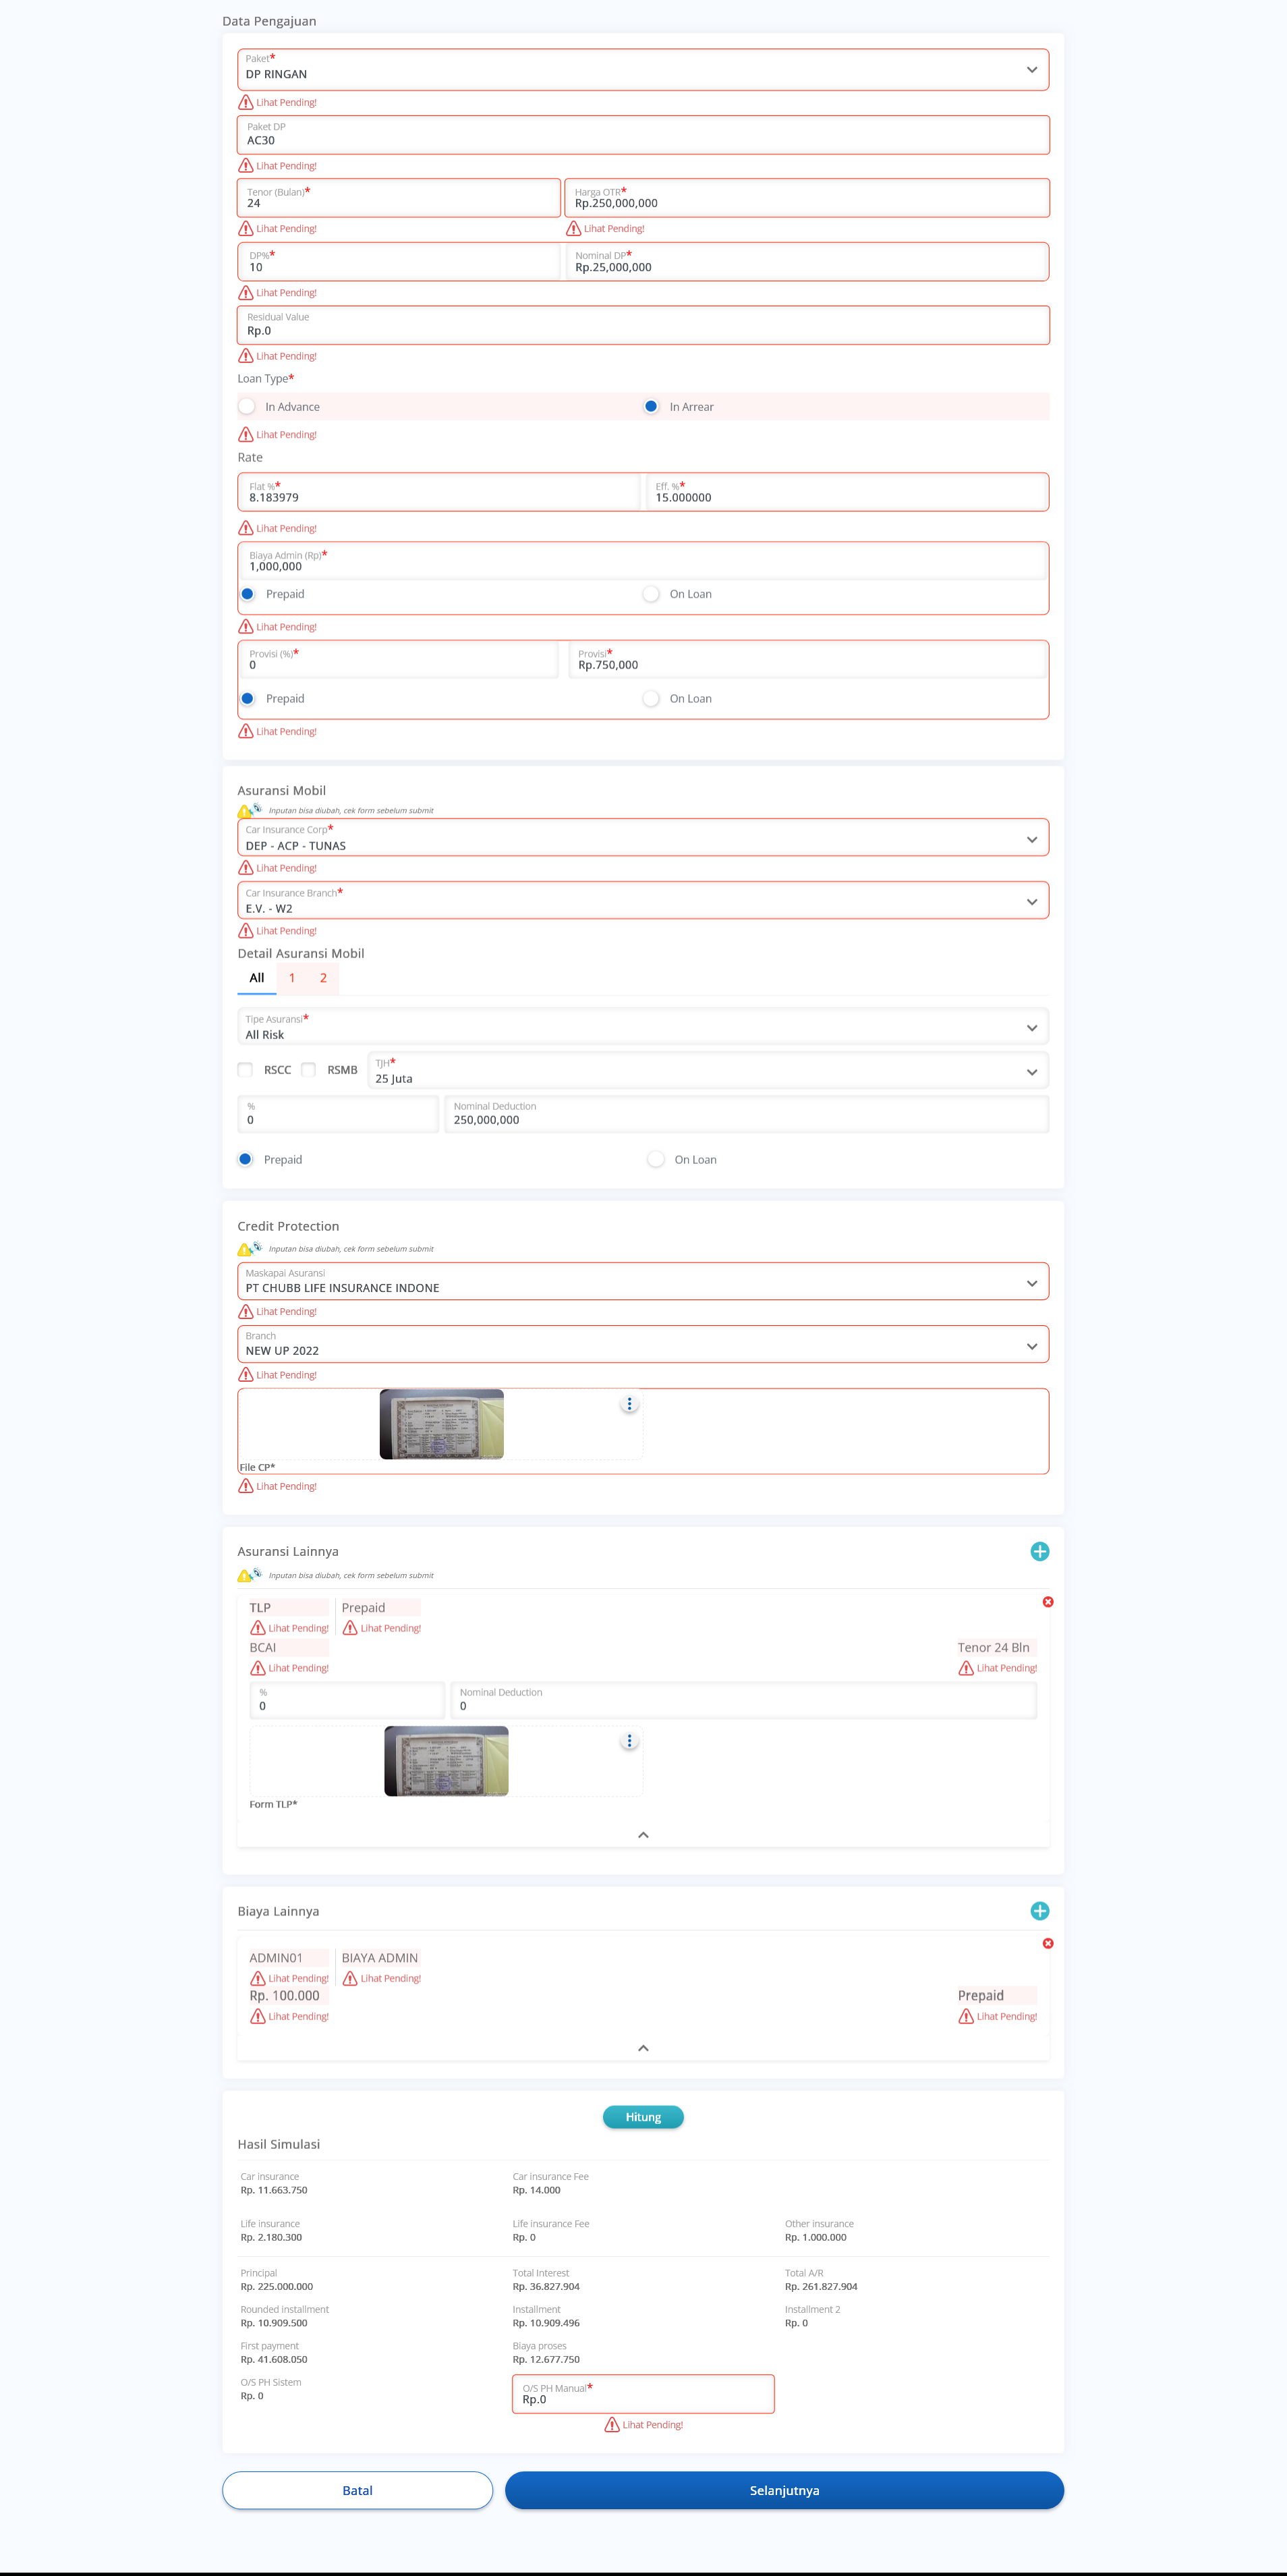 Data Pengajuan
Paket*
DP RINGAN
Lihat Pending!
Paket DP
AC30
Lihat Pending!
Tenor (Bulan)* Harga OTR*
24 Rp.250,000,000
Lihat Pending! Lihat Pending!
DP%* Nominal DP*
10 Rp.25,000,000
Lihat Pending!
Residual Value
Rp.0
Lihat Pending!
Loan Type*
In Advance In Arrear
Lihat Pending!
Rate
Flat %* Eff. %*
8.183979 15.000000
Lihat Pending!
Biaya Admin (Rp)*
1,000,000
Prepaid On Loan
Lihat Pending!
Provisi (%)* Provisi*
0 Rp.750,000
Prepaid On Loan
Lihat Pending!
Asuransi Mobil
Inputan bisa diubah, cek form sebelum submit
Car Insurance Corp*
DEP - ACP - TUNAS
Lihat Pending!
Car Insurance Branch*
E.V. - W2
Lihat Pending!
Detail Asuransi Mobil
All 1 2
Tipe Asuransi*
All Risk
RSCC RSMB TJH*
25 Juta
% Nominal Deduction
0 250,000,000
Prepaid On Loan
Credit Protection
Inputan bisa diubah, cek form sebelum submit
Maskapai Asuransi
PT CHUBB LIFE INSURANCE INDONE
Lihat Pending!
Branch
NEW UP 2022
Lihat Pending!
File CP*
Lihat Pending!
Asuransi Lainnya
Inputan bisa diubah, cek form sebelum submit
TLP Prepaid
Lihat Pending! Lihat Pending!
BCAI Tenor 24 Bln
Lihat Pending! Lihat Pending!
% Nominal Deduction
0 0
Form TLP*
Biaya Lainnya
ADMIN01 BIAYA ADMIN
Lihat Pending! Lihat Pending!
Rp. 100.000 Prepaid
Lihat Pending! Lihat Pending!
Hitung
Hasil Simulasi
Car insurance Car insurance Fee
Rp. 11.663.750 Rp. 14.000
Life insurance Life insurance Fee Other insurance
Rp. 2.180.300 Rp. 0 Rp. 1.000.000
Principal Total Interest Total A/R
Rp. 225.000.000 Rp. 36.827.904 Rp. 261.827.904
Rounded installment Installment Installment 2
Rp. 10.909.500 Rp. 10.909.496 Rp. 0
First payment Biaya proses
Rp. 41.608.050 Rp. 12.677.750
O/S PH Sistem O/S PH Manual*
Rp. 0 Rp.0
Lihat Pending!
Batal Selanjutnya